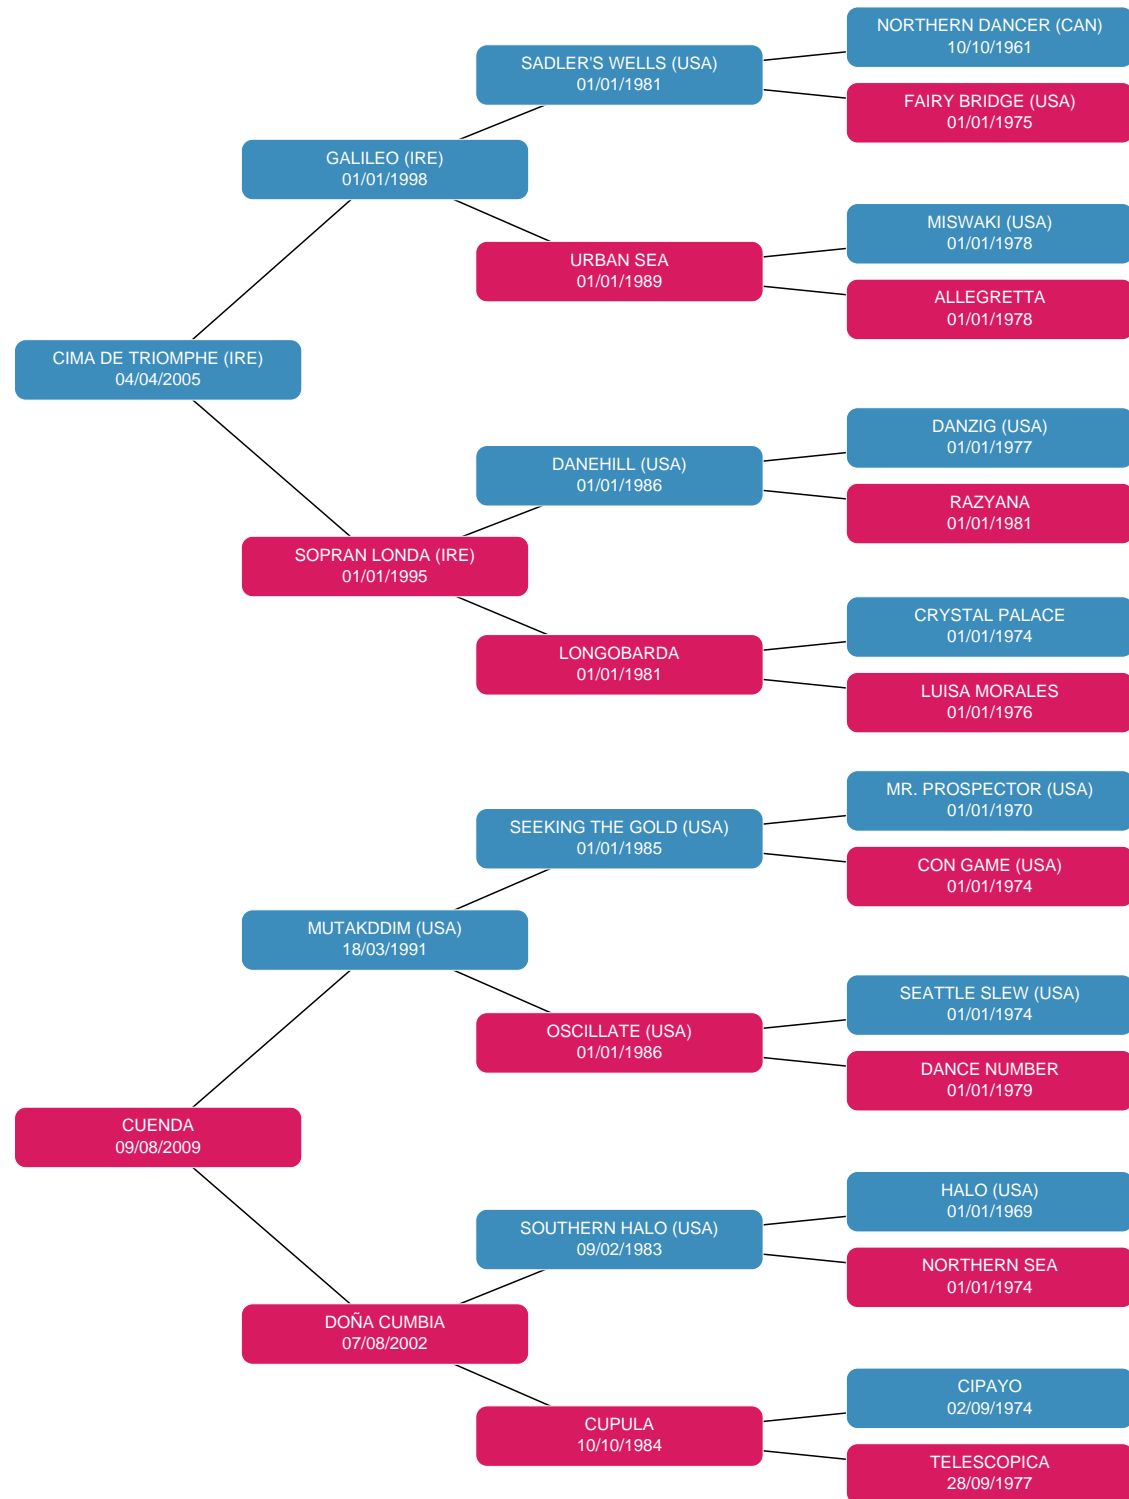 NORTHERN DANCER (CAN)
10/10/1961
SADLER'S WELLS (USA)
01/01/1981
FAIRY BRIDGE (USA)
01/01/1975
GALILEO (IRE)
01/01/1998
MISWAKI (USA)
01/01/1978
URBAN SEA
01/01/1989
ALLEGRETTA
01/01/1978
CIMA DE TRIOMPHE (IRE)
04/04/2005
DANZIG (USA)
01/01/1977
DANEHILL (USA)
01/01/1986
RAZYANA
01/01/1981
SOPRAN LONDA (IRE)
01/01/1995
CRYSTAL PALACE
01/01/1974
LONGOBARDA
01/01/1981
LUISA MORALES
01/01/1976
MR. PROSPECTOR (USA)
01/01/1970
SEEKING THE GOLD (USA)
01/01/1985
CON GAME (USA)
01/01/1974
MUTAKDDIM (USA)
18/03/1991
SEATTLE SLEW (USA)
01/01/1974
OSCILLATE (USA)
01/01/1986
DANCE NUMBER
01/01/1979
CUENDA
09/08/2009
HALO (USA)
01/01/1969
SOUTHERN HALO (USA)
09/02/1983
NORTHERN SEA
01/01/1974
DOÑA CUMBIA
07/08/2002
CIPAYO
02/09/1974
CUPULA
10/10/1984
TELESCOPICA
28/09/1977